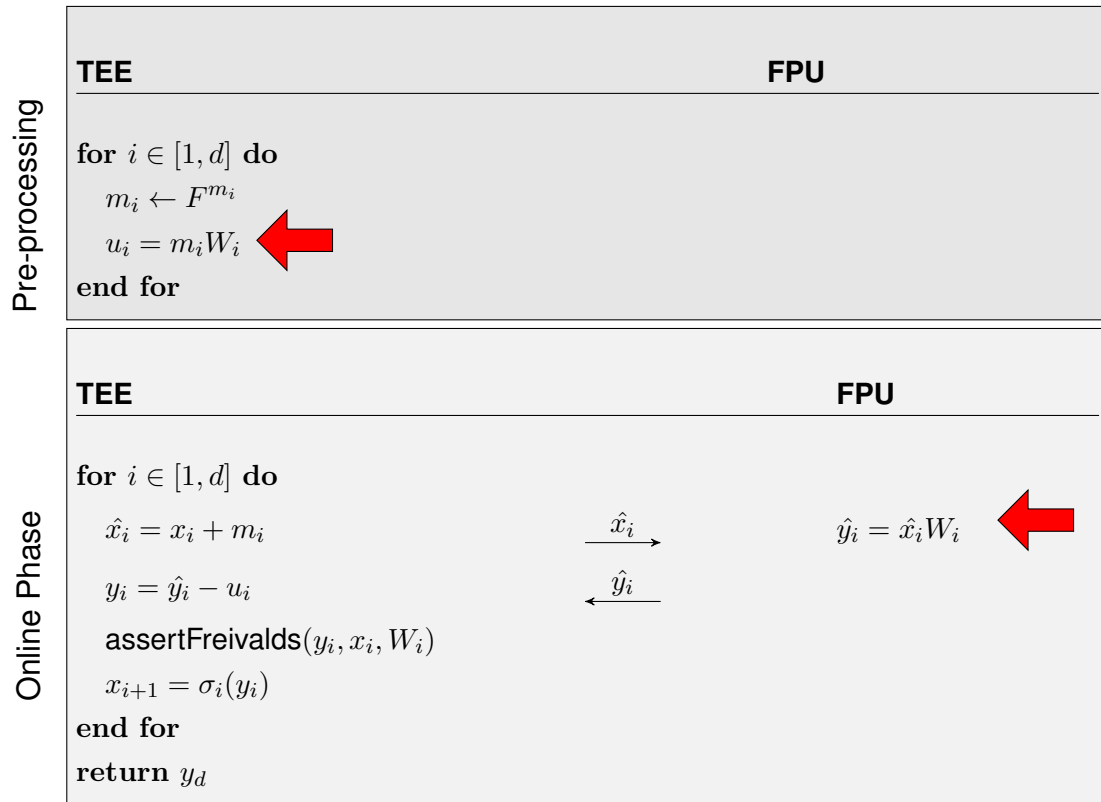 Pre-processing
TEE FPU
for i ∈ [1, d] do
m_i ← F^{m_i}
u_i = m_i W_i
end for
Online Phase
TEE FPU
for i ∈ [1, d] do
x̂_i = x_i + m_i x̂_i ŷ_i = x̂_i W_i
y_i = ŷ_i − u_i ŷ_i
assertFreivalds(y_i, x_i, W_i)
x_{i+1} = σ_i(y_i)
end for
return y_d